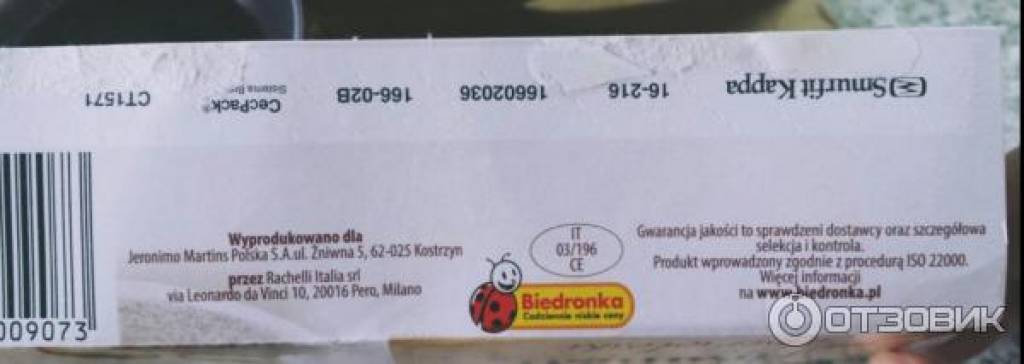 Smurfit Kappa
16-216
16602036
166-02B
CecPack®
Sistema
CT1571
009073
Wyprodukowano dla
Jeronimo Martins Polska S.A.ul. Żniwna 5, 62-025 Kostrzyn
przez Rachelli Italia srl
via Leonardo da Vinci 10, 20016 Pero, Milano
Biedronka
Codziennie niskie ceny
IT
03/196
CE
Gwarancja jakości to sprawdzeni dostawcy oraz szczegółowa
selekcja i kontrola.
Produkt wprowadzony zgodnie z procedurą ISO 22000.
Więcej informacji
na www.biedronka.pl
ОТЗОВИК